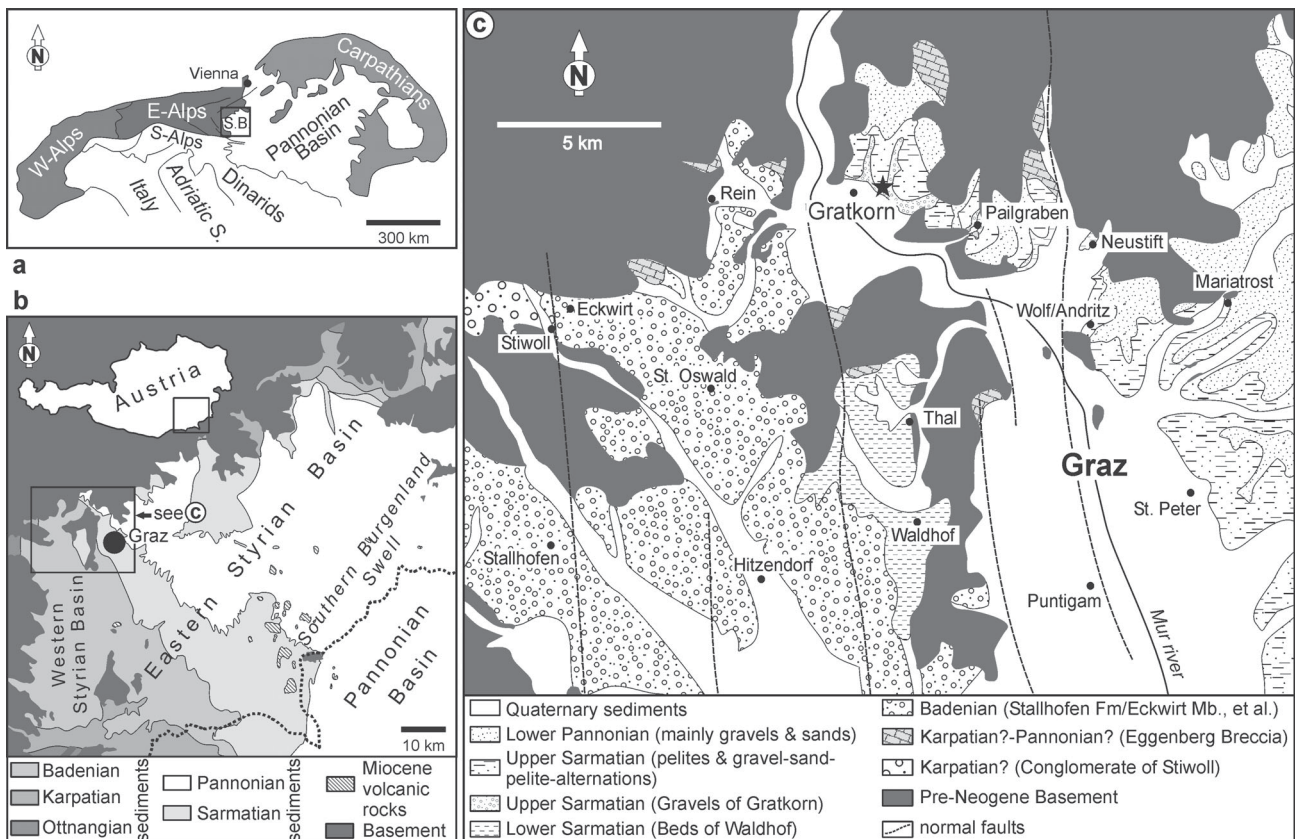 N
Vienna
Carpathians
E-Alps
S.B
W-Alps
S-Alps
Pannonian
Basin
Italy
Adriatic S.
Dinarids
300 km
a
b
N
Austria
see c
Graz
Western
Styrian Basin
Eastern Styrian Basin
Southern Burgenland
Swell
Pannonian
Basin
10 km
Badenian
Karpatian
Ottnangian
sediments
Pannonian
Sarmatian
sediments
Miocene
volcanic
rocks
Basement
c
N
5 km
Rein
Gratkorn
Pailgraben
Neustift
Mariatrost
Eckwirt
Wolf/Andritz
Stiwoll
St. Oswald
Thal
Graz
St. Peter
Waldhof
Stallhofen
Hitzendorf
Puntigam
Mur river
Quaternary sediments
Lower Pannonian (mainly gravels & sands)
Upper Sarmatian (pelites & gravel-sand-
pelite-alternations)
Upper Sarmatian (Gravels of Gratkorn)
Lower Sarmatian (Beds of Waldhof)
Badenian (Stallhofen Fm/Eckwirt Mb., et al.)
Karpatian?-Pannonian? (Eggenberg Breccia)
Karpatian? (Conglomerate of Stiwoll)
Pre-Neogene Basement
normal faults